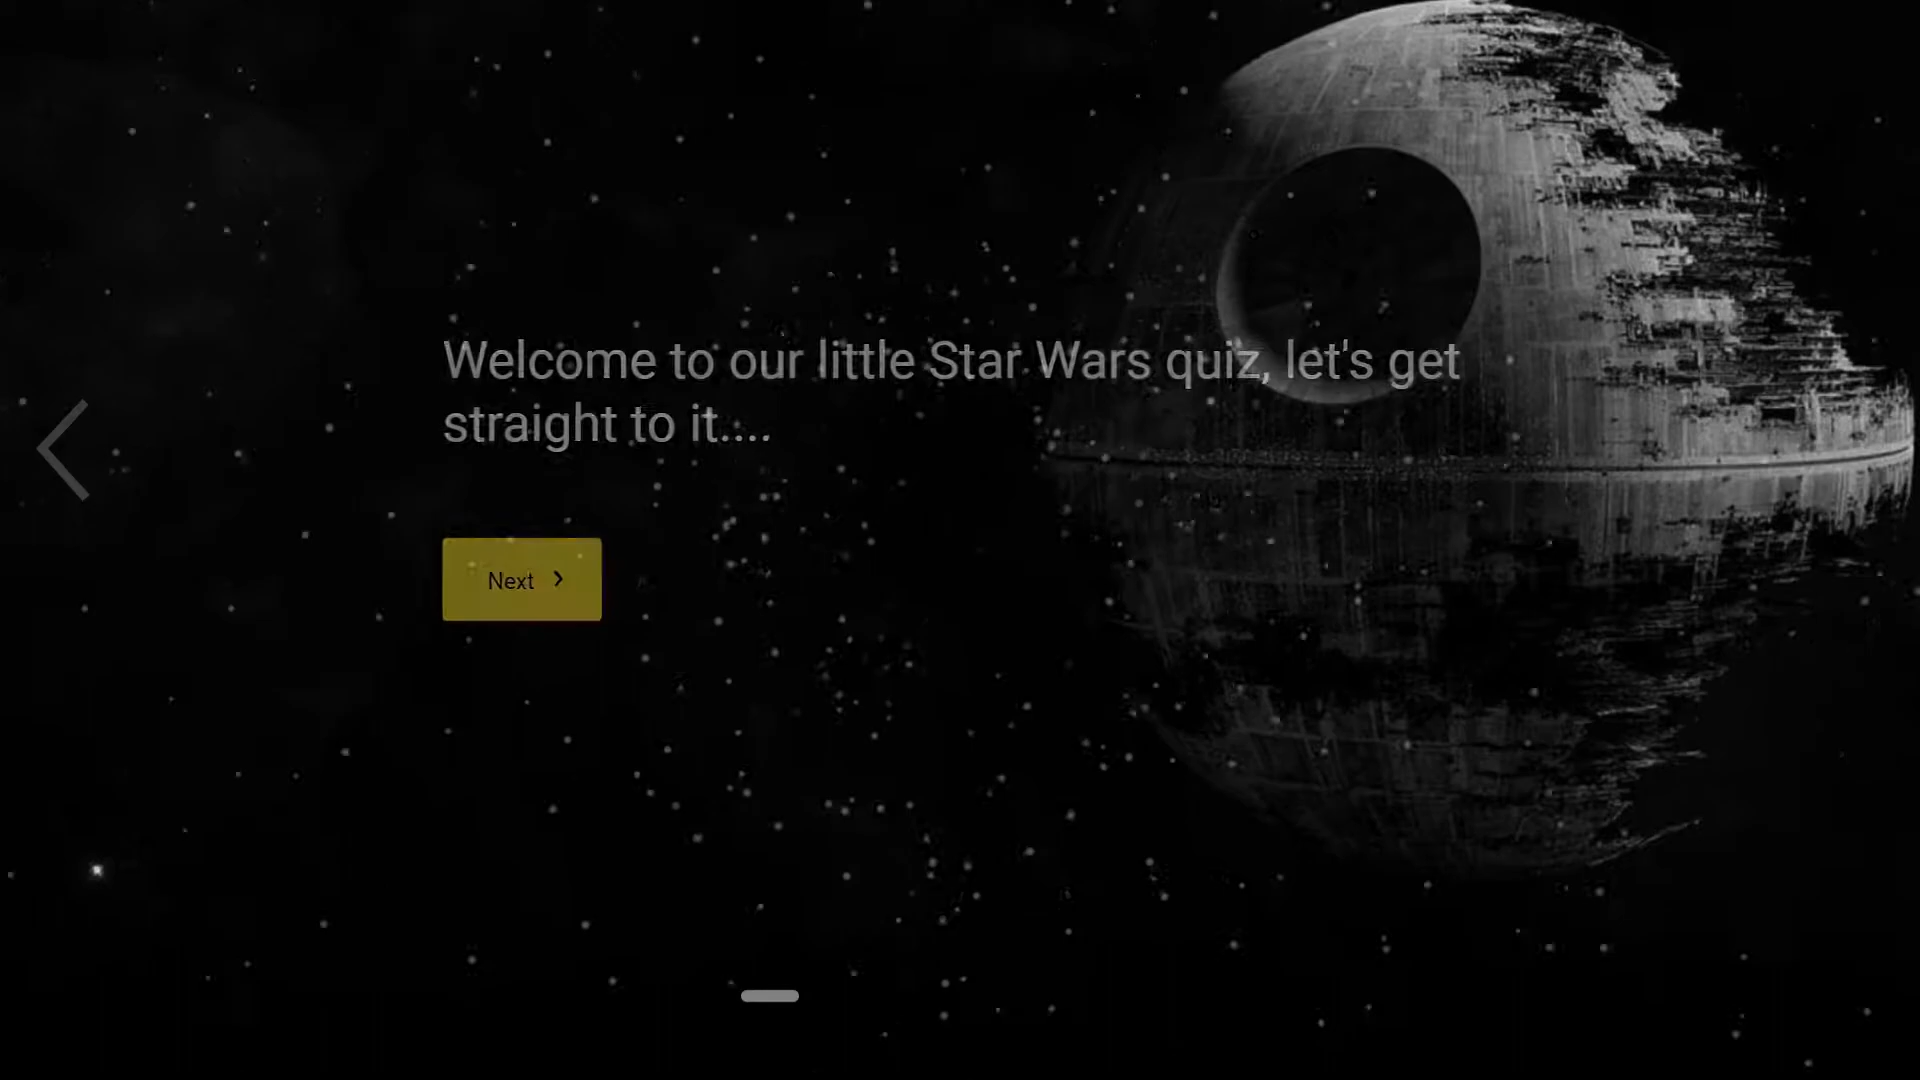 Welcome to our little Star Wars quiz, let's get
straight to it....
Next